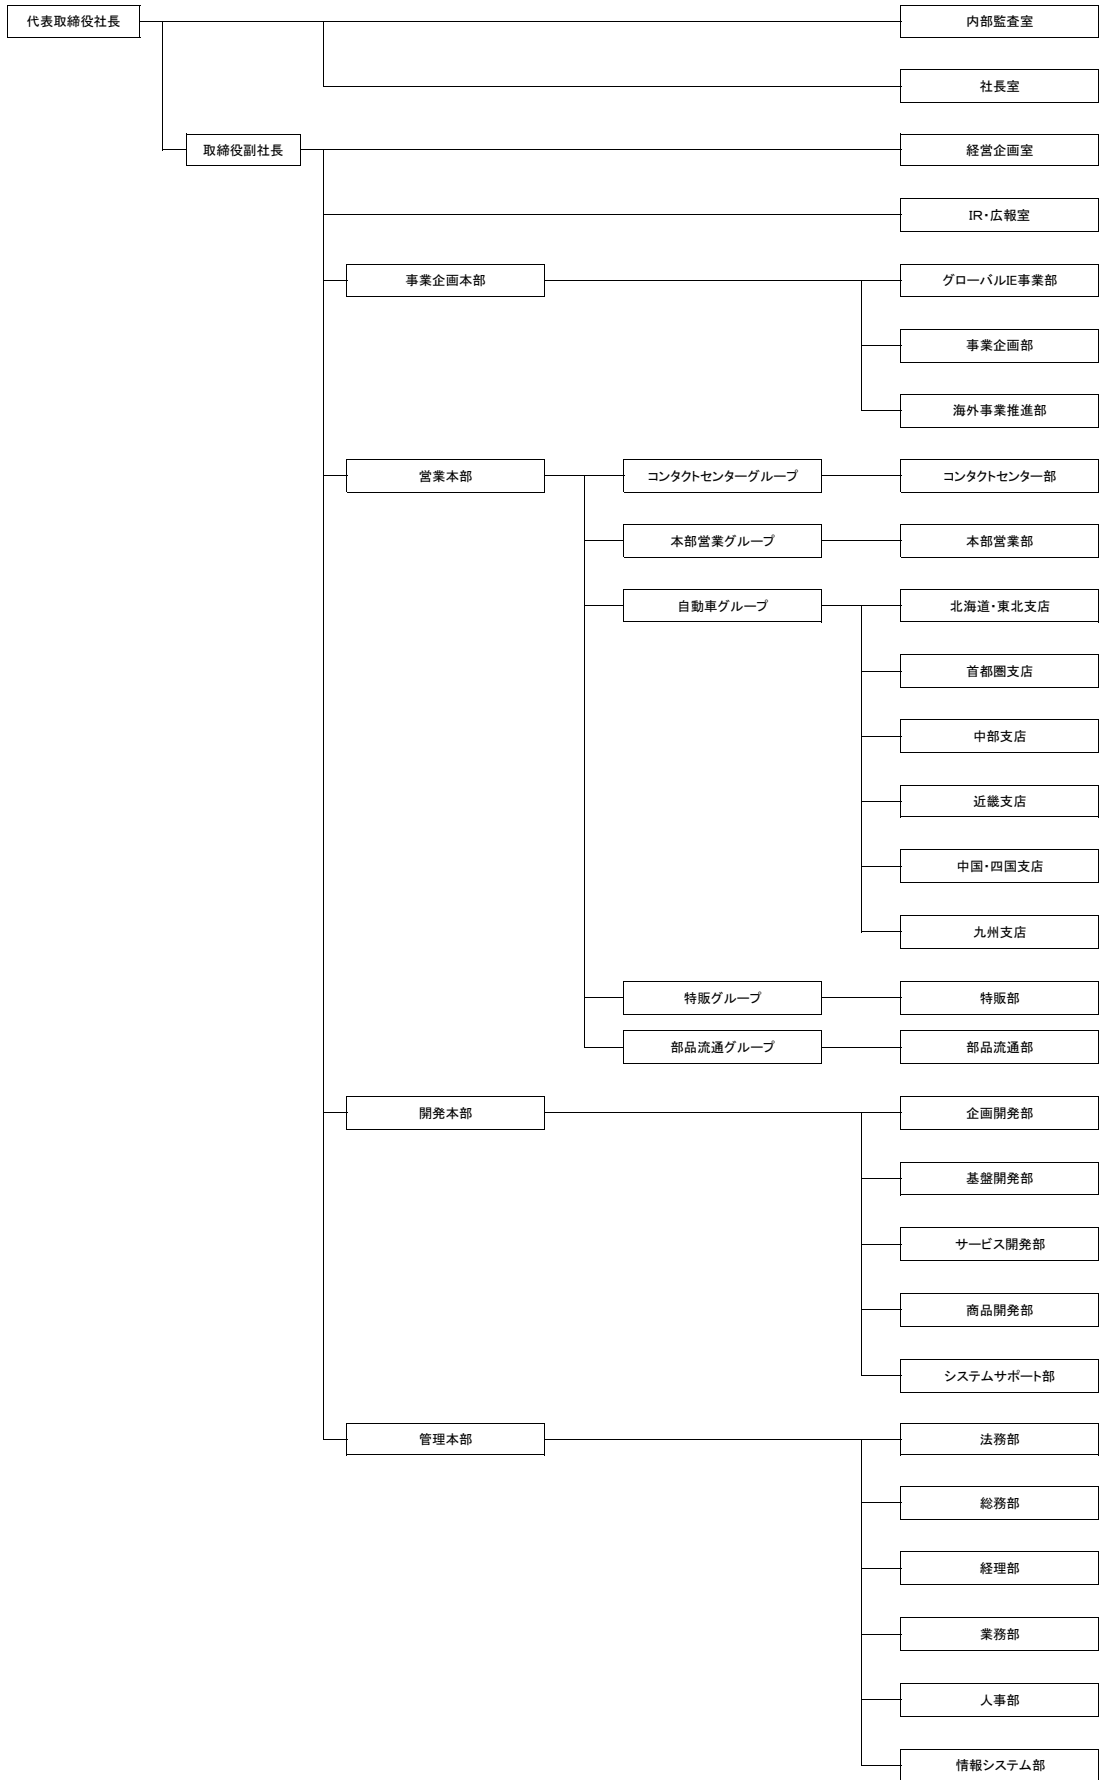 代表取締役社長
内部監査室
社長室
取締役副社長
経営企画室
IR・広報室
事業企画本部
グローバルIE事業部
事業企画部
海外事業推進部
営業本部
コンタクトセンターグループ
コンタクトセンター部
本部営業グループ
本部営業部
自動車グループ
北海道・東北支店
首都圏支店
中部支店
近畿支店
中国・四国支店
九州支店
特販グループ
特販部
部品流通グループ
部品流通部
開発本部
企画開発部
基盤開発部
サービス開発部
商品開発部
システムサポート部
管理本部
法務部
総務部
経理部
業務部
人事部
情報システム部